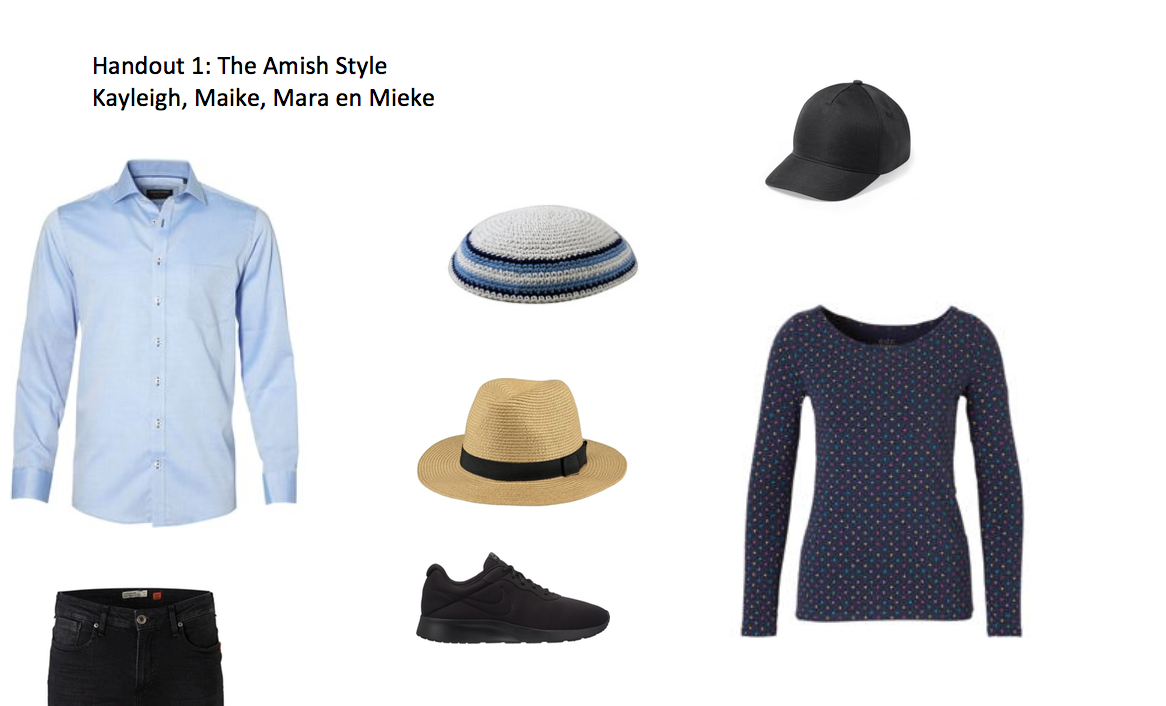 Handout 1: The Amish Style
Kayleigh, Maike, Mara en Mieke